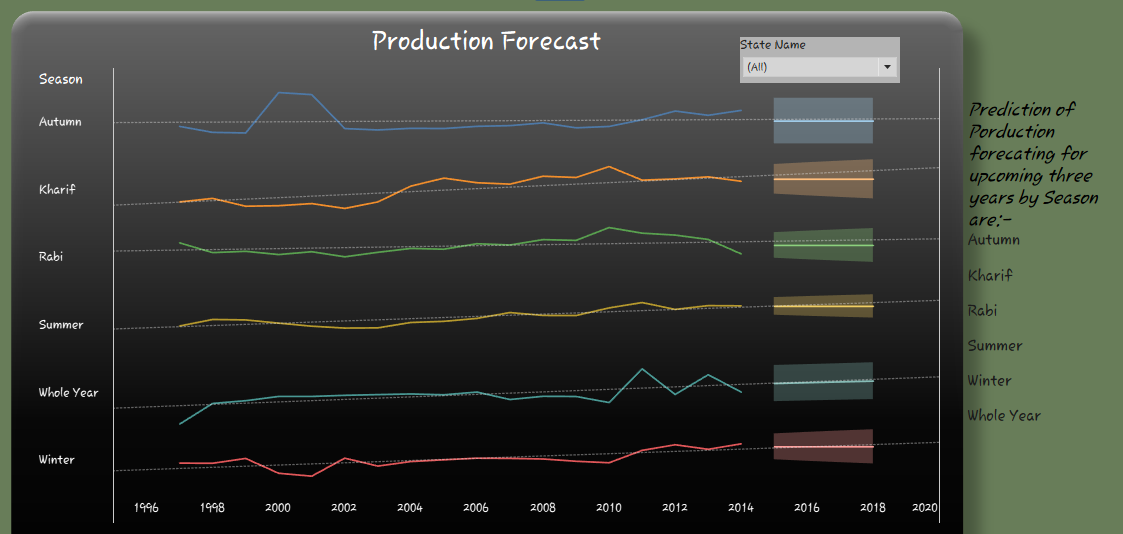 Production Forecast
State Name
(All)
Season
Autumn
Kharif
Rabi
Summer
Whole Year
Winter
1996 1998 2000 2002 2004 2006 2008 2010 2012 2014 2016 2018 2020
Prediction of
Porduction
forecating for
upcoming three
years by Season
are:-
Autumn
Kharif
Rabi
Summer
Winter
Whole Year